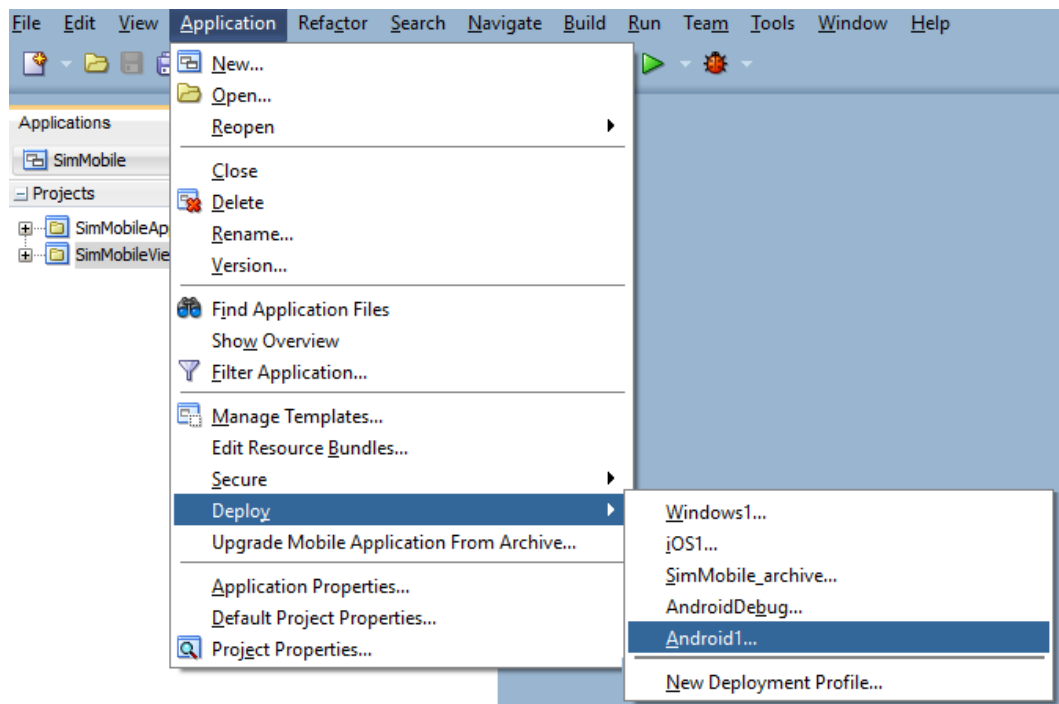 File Edit View Application Refactor Search Navigate Build Run Team Tools Window Help
New...
Open...
Reopen
Close
Delete
Rename...
Version...
Find Application Files
Show Overview
Filter Application...
Manage Templates...
Edit Resource Bundles...
Secure
Deploy
Upgrade Mobile Application From Archive...
Application Properties...
Default Project Properties...
Project Properties...
Applications
SimMobile
Projects
SimMobileAp
SimMobileVie
Windows1...
iOS1...
SimMobile_archive...
AndroidDebug...
Android1...
New Deployment Profile...